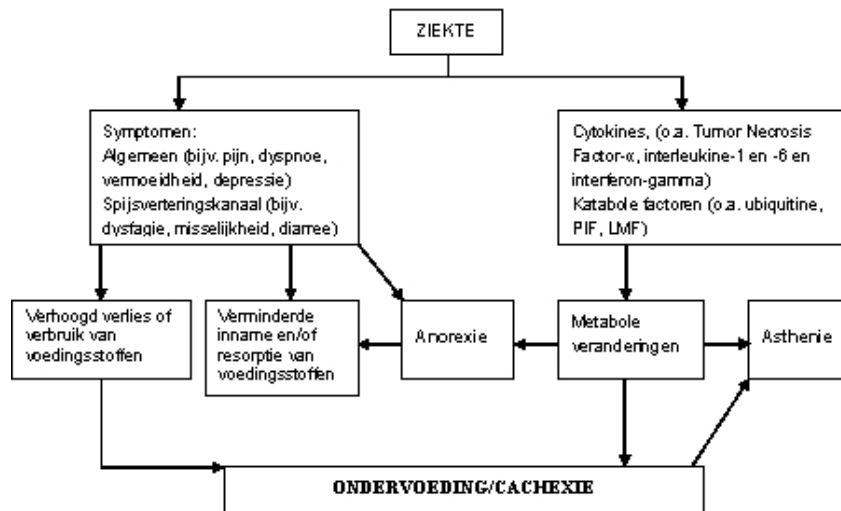 ZIEKTE
Symptomen:
Algemeen (bijv. pijn, dyspnoe,
vermoeidheid, depressie)
Spijsverteringskanaal (bijv.
dysfagie, misselijkheid, diarree)
Cytokines, (o.a. Tumor Necrosis
Factor-α, interleukine-1 en -6 en
interferon-gamma)
Katabole factoren (o.a. ubiquitine,
PIF, LMF)
Verhoogd verlies of
verbruik van
voedingsstoffen
Verminderde
inname en/of
resorptie van
voedingsstoffen
Anorexie
Metabole
veranderingen
Asthenie
ONDERVOEDING/CACHEXIE